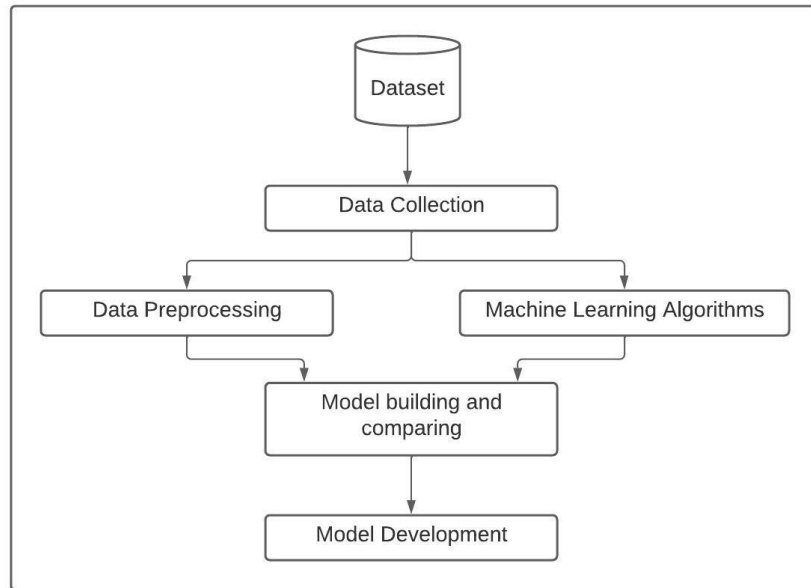 Dataset
Data Collection
Data Preprocessing
Machine Learning Algorithms
Model building and
comparing
Model Development